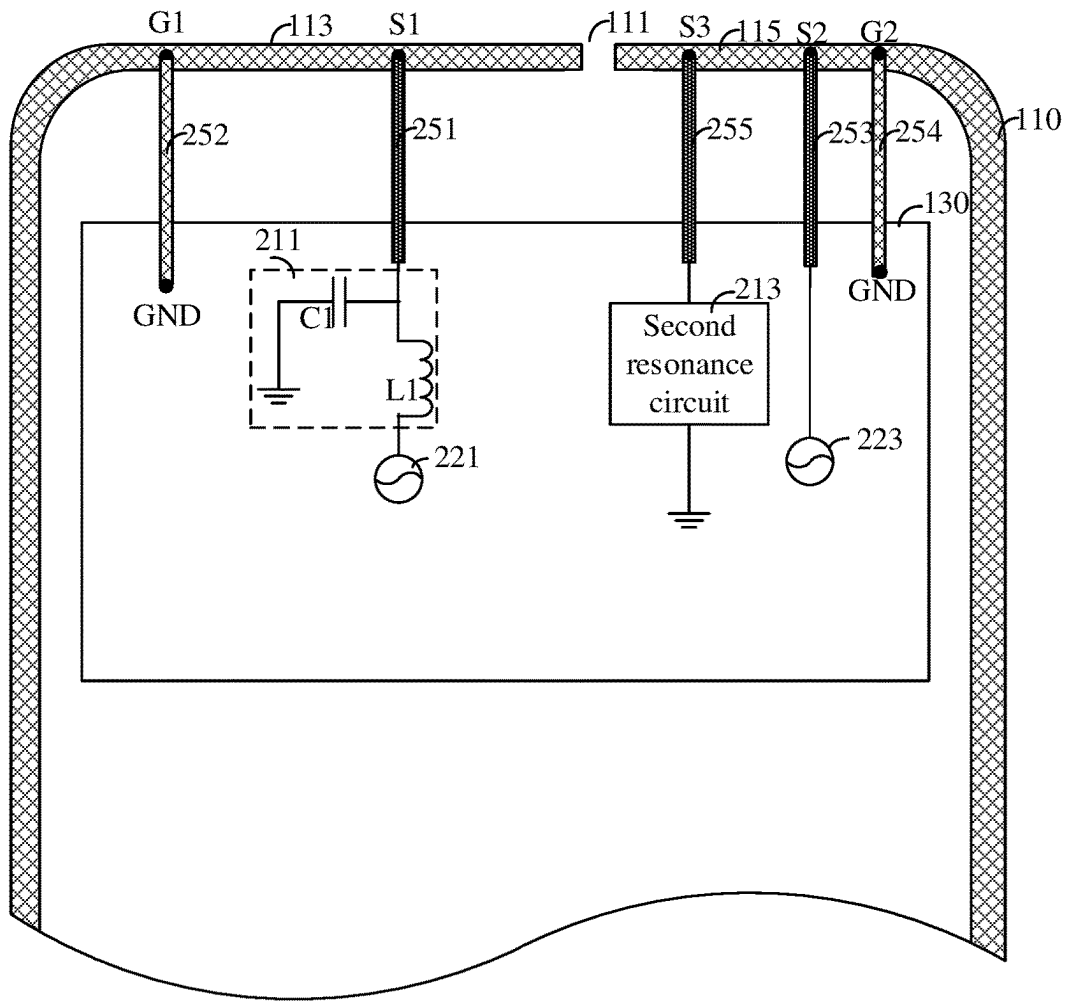 G1
113
S1
111
S3
115
S2
G2
110
252
251
255
253
254
130
211
GND
C1
L1
221
213
GND
Second
resonance
circuit
223